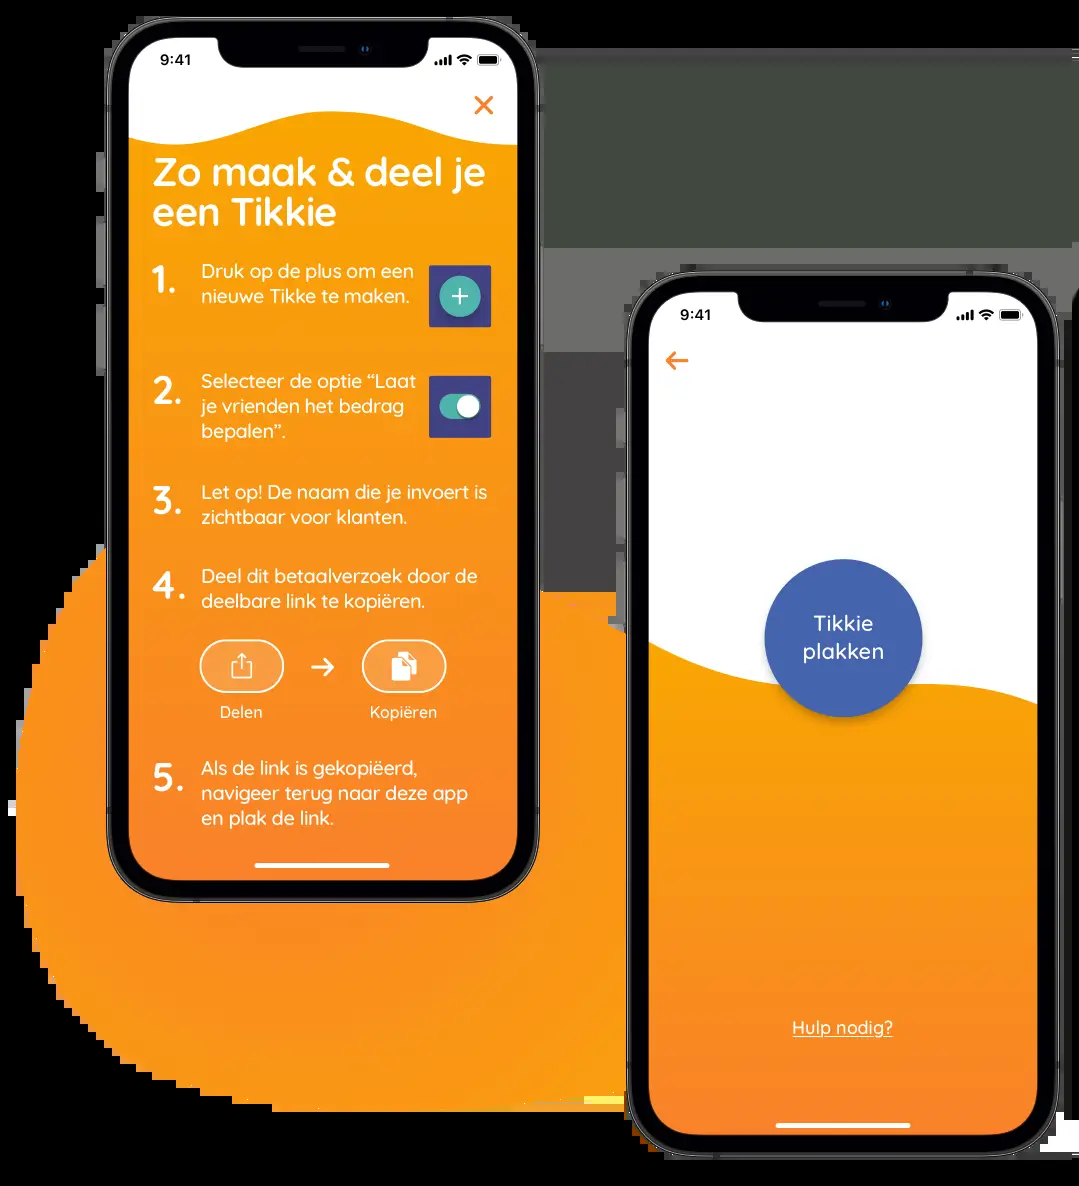 9:41
Zo maak & deel je
een Tikkie
1.
Druk op de plus om een
nieuwe Tikke te maken.
2.
Selecteer de optie “Laat
je vrienden het bedrag
bepalen”.
3.
Let op! De naam die je invoert is
zichtbaar voor klanten.
4.
Deel dit betaalverzoek door de
deelbare link te kopiëren.
Delen
Kopiëren
5.
Als de link is gekopiëerd,
navigeer terug naar deze app
en plak de link.
9:41
Tikkie
plakken
Hulp nodig?